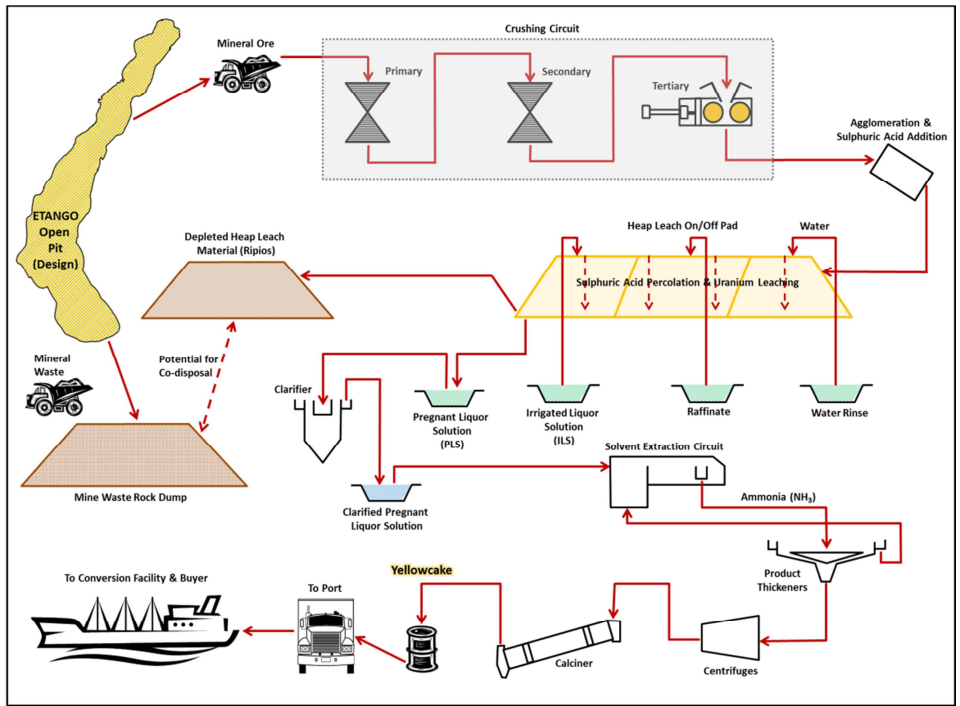 Crushing Circuit
Mineral Ore
Primary
Secondary
Tertiary
Agglomeration &
Sulphuric Acid Addition
ETANGO
Open
Pit
(Design)
Depleted Heap Leach
Material (Ripios)
Heap Leach On/Off Pad
Water
Sulphuric Acid Percolation & Uranium Leaching
Mineral
Waste
Potential for
Co-disposal
Clarifier
Pregnant Liquor
Solution
(PLS)
Irrigated Liquor
Solution
(ILS)
Raffinate
Water Rinse
Mine Waste Rock Dump
Clarified Pregnant
Liquor Solution
Solvent Extraction Circuit
Ammonia (NH₃)
Product
Thickeners
To Conversion Facility & Buyer
To Port
Yellowcake
Calciner
Centrifuges